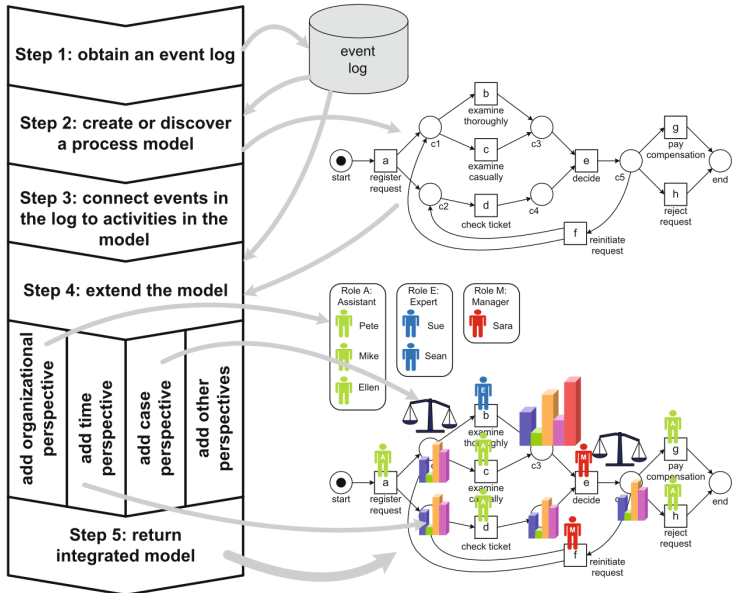 Step 1: obtain an event log
Step 2: create or discover
a process model
Step 3: connect events in
the log to activities in the
model
Step 4: extend the model
add organizational
perspective
add time
perspective
add case
perspective
add other
perspectives
Step 5: return
integrated model
event
log
start
a
register
request
c1
c2
b
examine
thoroughly
c
examine
casually
d
check ticket
c3
c4
e
decide
c5
f
reinitiate
request
g
pay
compensation
h
reject
request
end
Role A:
Assistant
Pete
Mike
Ellen
Role E:
Expert
Sue
Sean
Role M:
Manager
Sara
start
A
a
register
request
E
b
examine
thoroughly
A
c
examine
casually
A
d
check ticket
c3
M
e
decide
M
f
reinitiate
request
A
g
pay
compensation
A
h
reject
request
end